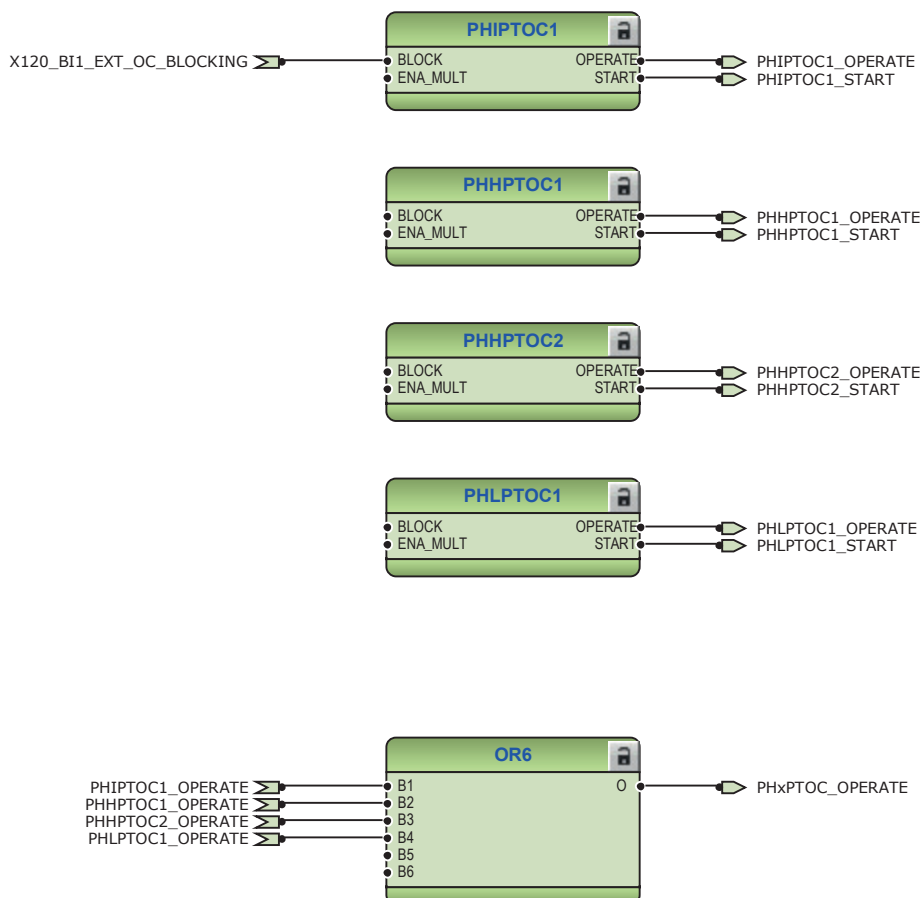 PHIPTOC1
X120_BI1_EXT_OC_BLOCKING BLOCK OPERATE PHIPTOC1_OPERATE
ENA_MULT START PHIPTOC1_START
PHHPTOC1
BLOCK OPERATE PHHPTOC1_OPERATE
ENA_MULT START PHHPTOC1_START
PHHPTOC2
BLOCK OPERATE PHHPTOC2_OPERATE
ENA_MULT START PHHPTOC2_START
PHLPTOC1
BLOCK OPERATE PHLPTOC1_OPERATE
ENA_MULT START PHLPTOC1_START
OR6
PHIPTOC1_OPERATE B1 O PHxPTOC_OPERATE
PHHPTOC1_OPERATE B2
PHHPTOC2_OPERATE B3
PHLPTOC1_OPERATE B4
B5
B6